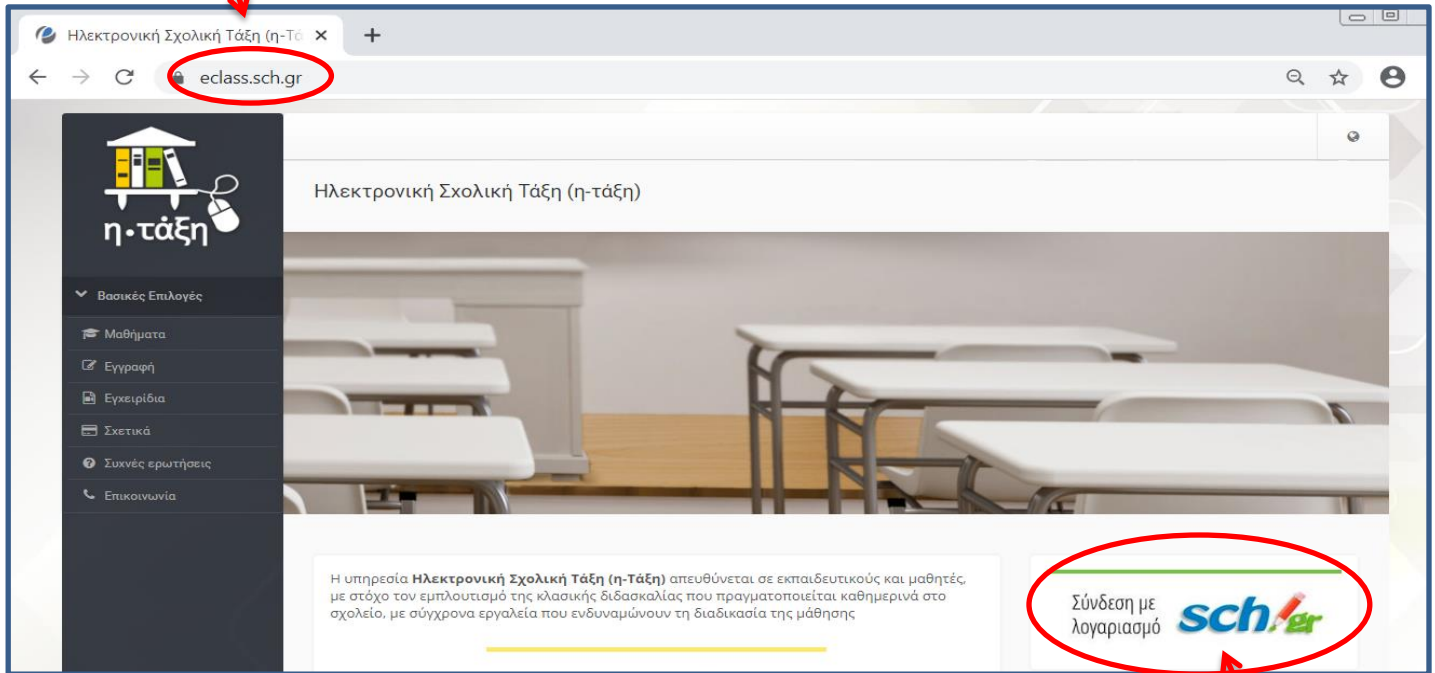 Ηλεκτρονική Σχολική Τάξη (η-Τά
eclass.sch.gr
η·τάξη
Ηλεκτρονική Σχολική Τάξη (η-τάξη)
Βασικές Επιλογές
Μαθήματα
Εγγραφή
Εγχειρίδια
Σχετικά
Συχνές ερωτήσεις
Επικοινωνία
Η υπηρεσία Ηλεκτρονική Σχολική Τάξη (η-Τάξη) απευθύνεται σε εκπαιδευτικούς και μαθητές,
με στόχο τον εμπλουτισμό της κλασικής διδασκαλίας που πραγματοποιείται καθημερινά στο
σχολείο, με σύγχρονα εργαλεία που ενδυναμώνουν τη διαδικασία της μάθησης
Σύνδεση με
λογαριασμό
sch/gr